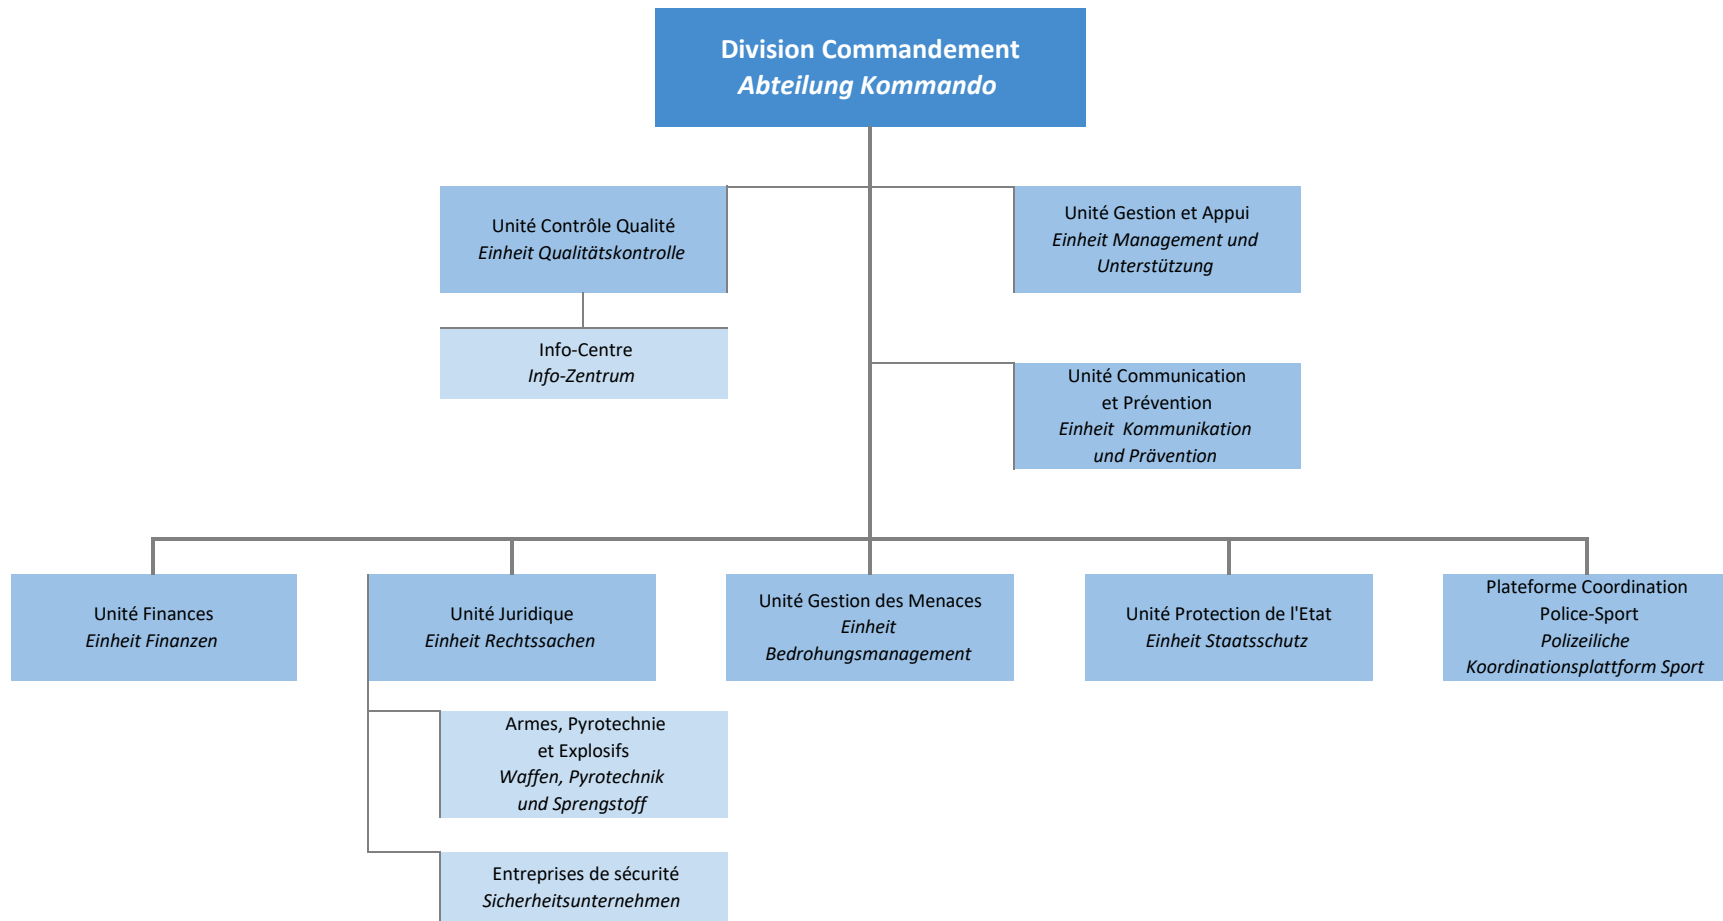 Division Commandement
Abteilung Kommando
Unité Contrôle Qualité
Einheit Qualitätskontrolle
Unité Gestion et Appui
Einheit Management und
Unterstützung
Info-Centre
Info-Zentrum
Unité Communication
et Prévention
Einheit  Kommunikation
und Prävention
Unité Finances
Einheit Finanzen
Unité Juridique
Einheit Rechtssachen
Unité Gestion des Menaces
Einheit
Bedrohungsmanagement
Unité Protection de l'Etat
Einheit Staatsschutz
Plateforme Coordination
Police-Sport
Polizeiliche
Koordinationsplattform Sport
Armes, Pyrotechnie
et Explosifs
Waffen, Pyrotechnik
und Sprengstoff
Entreprises de sécurité
Sicherheitsunternehmen